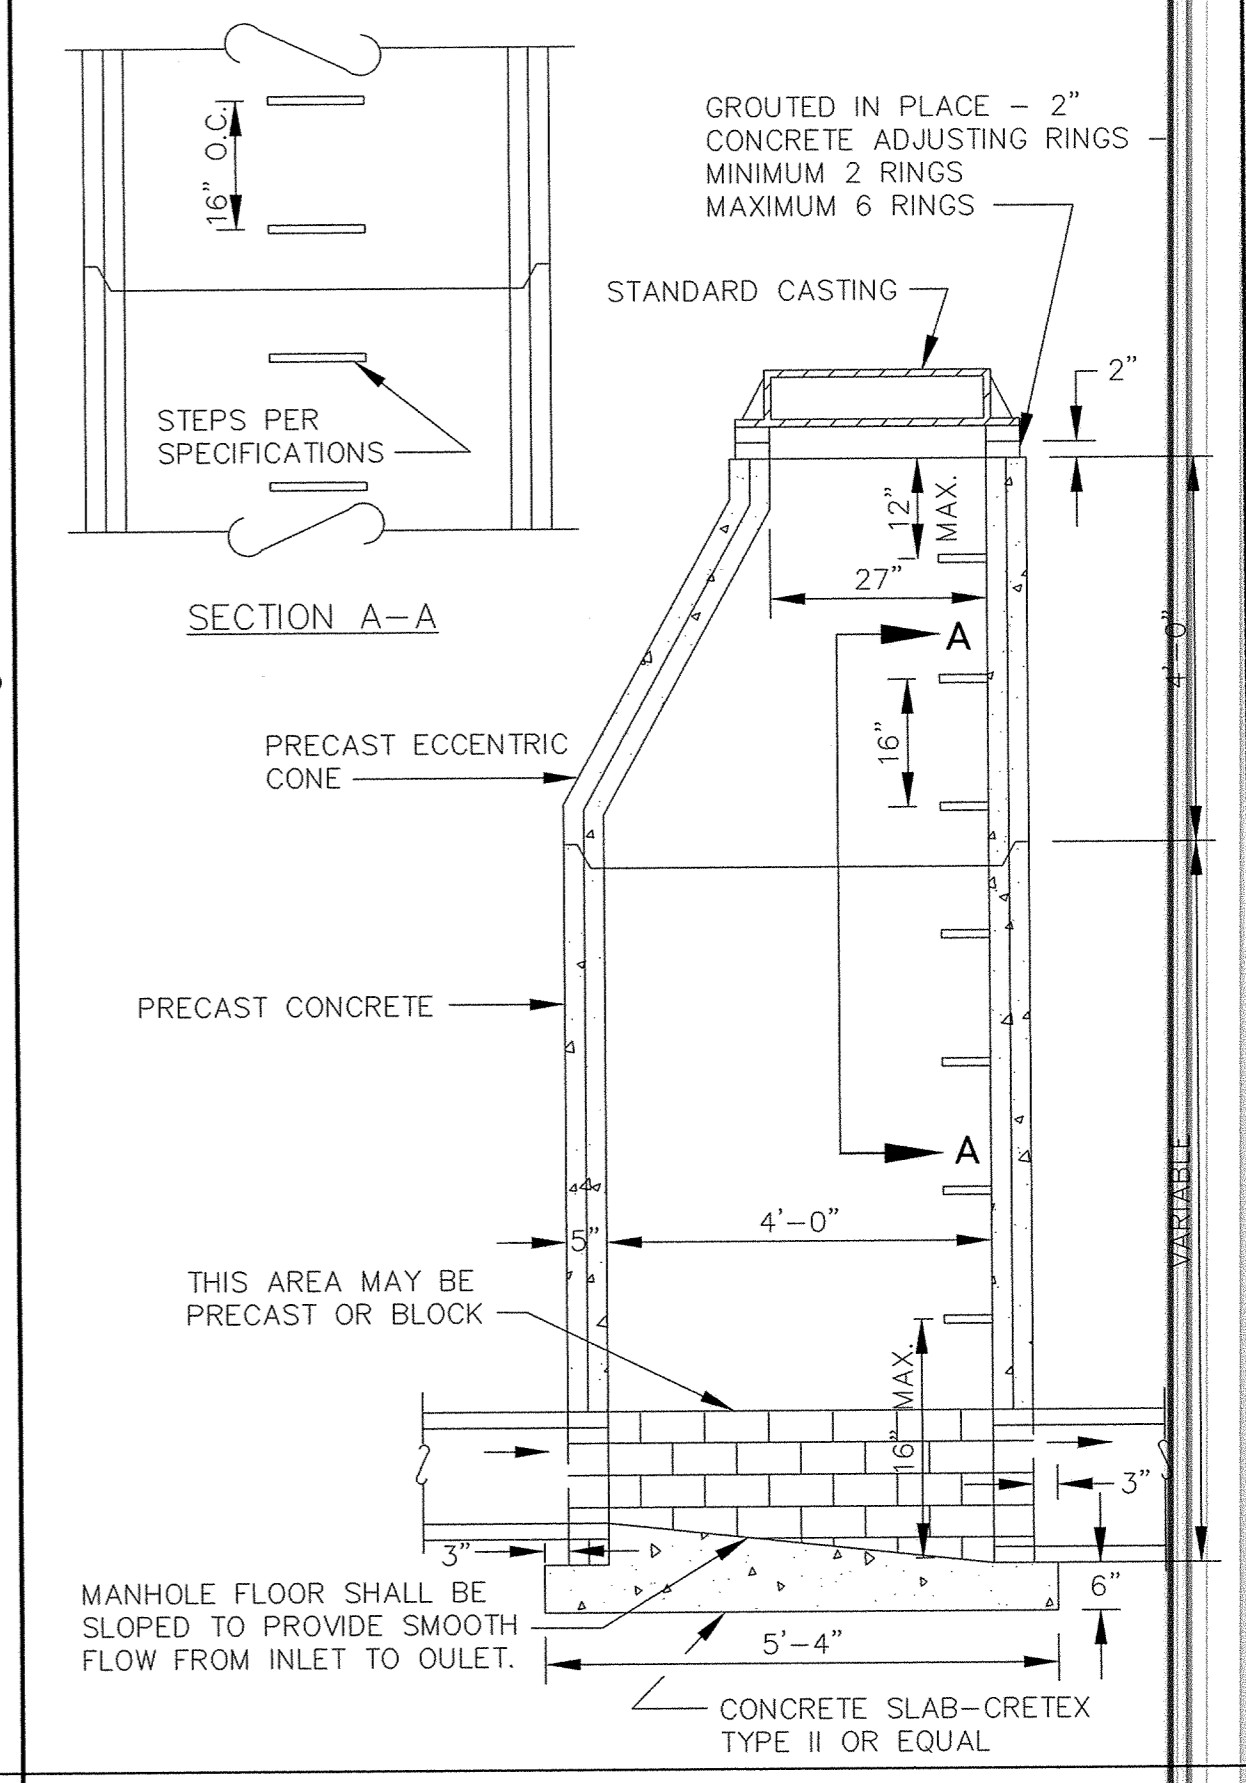 16" O.C.
STEPS PER
SPECIFICATIONS
SECTION A-A
GROUTED IN PLACE - 2"
CONCRETE ADJUSTING RINGS
MINIMUM 2 RINGS
MAXIMUM 6 RINGS
STANDARD CASTING
2"
12" MAX.
27"
A
4'-0"
16"
PRECAST ECCENTRIC
CONE
PRECAST CONCRETE
A
VARIABLE
5"
4'-0"
THIS AREA MAY BE
PRECAST OR BLOCK
16" MAX.
3"
3"
6"
MANHOLE FLOOR SHALL BE
SLOPED TO PROVIDE SMOOTH
FLOW FROM INLET TO OULET.
5'-4"
CONCRETE SLAB-CRETEX
TYPE II OR EQUAL